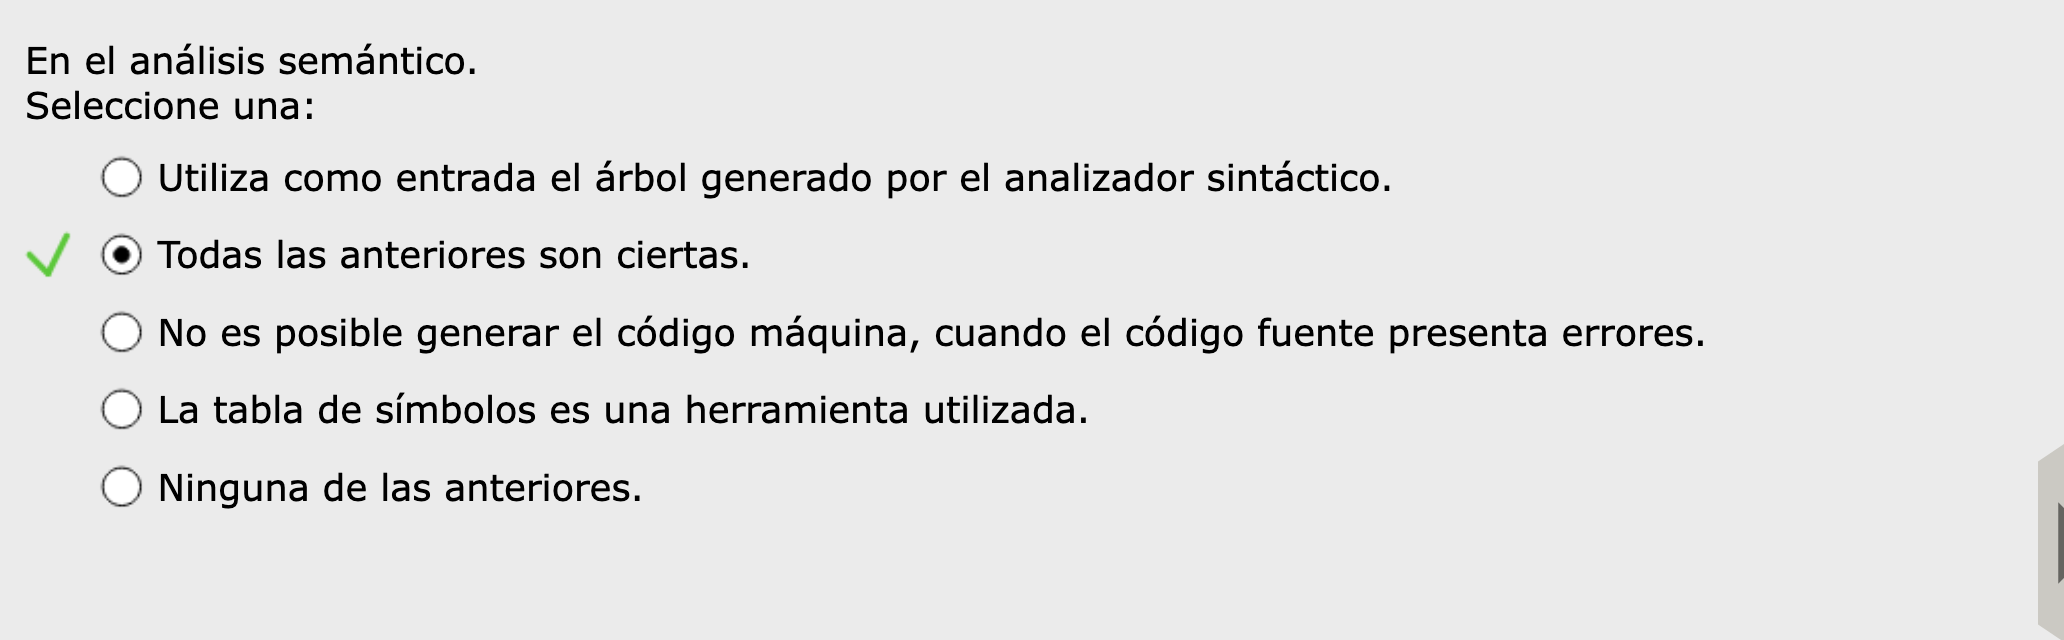 En el análisis semántico.
Seleccione una:
Utiliza como entrada el árbol generado por el analizador sintáctico.
Todas las anteriores son ciertas.
No es posible generar el código máquina, cuando el código fuente presenta errores.
La tabla de símbolos es una herramienta utilizada.
Ninguna de las anteriores.